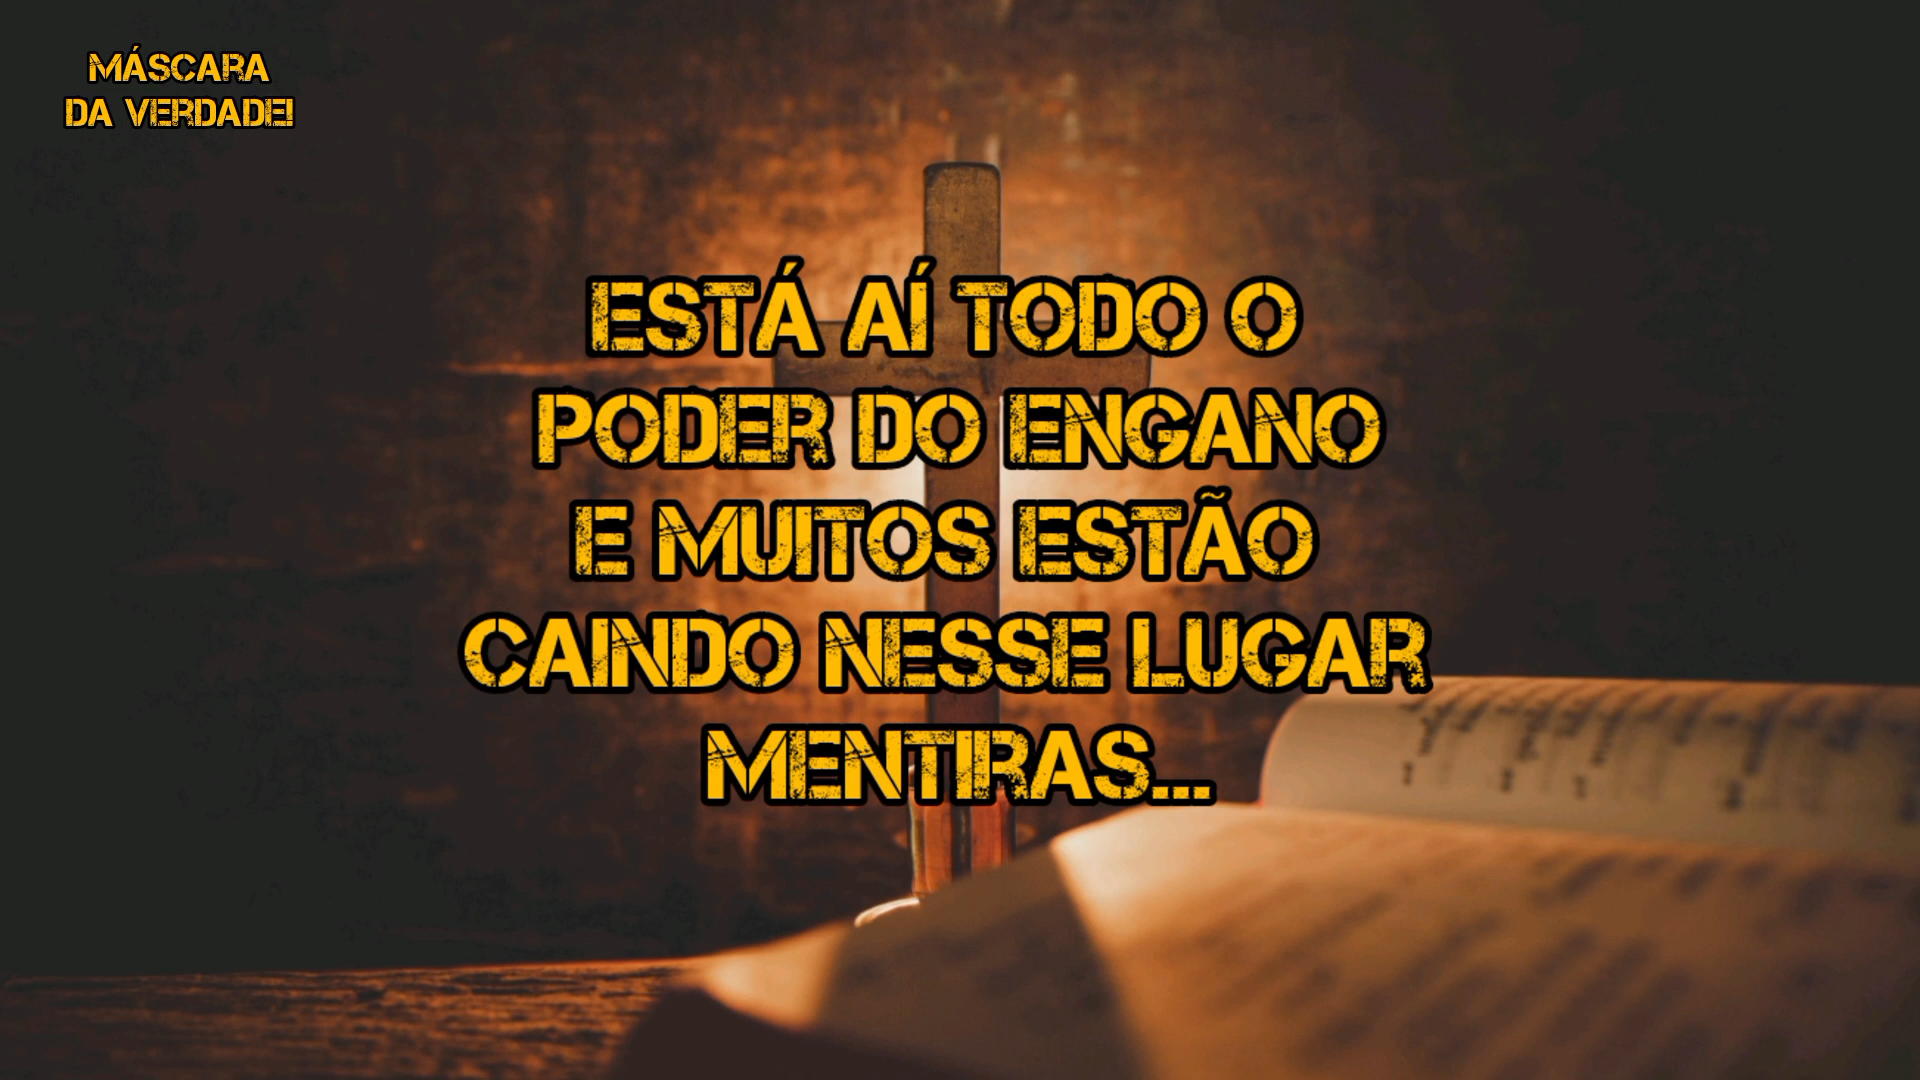 MÁSCARA
DA VERDADE!
ESTÁ AÍ TODO O
PODER DO ENGANO
E MUITOS ESTÃO
CAINDO NESSE LUGAR
MENTIRAS...